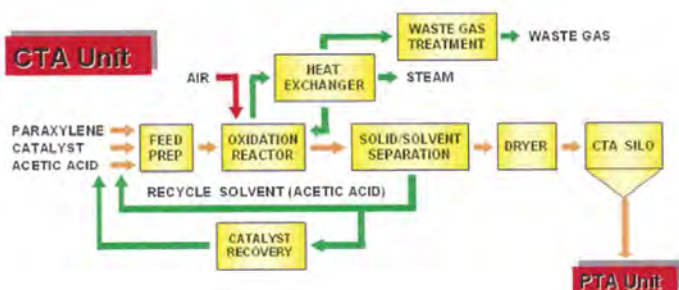 CTA Unit
WASTE GAS
TREATMENT
WASTE GAS
AIR
HEAT
EXCHANGER
STEAM
PARAXYLENE
CATALYST
ACETIC ACID
FEED
PREP
OXIDATION
REACTOR
SOLID/SOLVENT
SEPARATION
DRYER
CTA SILO
RECYCLE SOLVENT (ACETIC ACID)
CATALYST
RECOVERY
PTA Unit